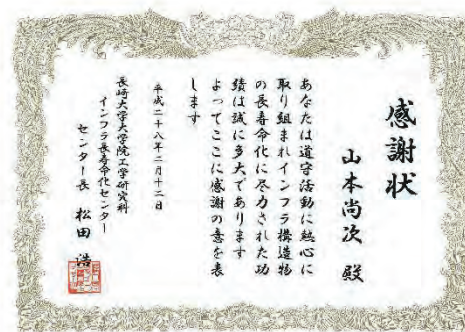 感謝状
山本尚次 殿
あなたは道守活動に熱心に
取り組まれインフラ構造物
の長寿命化に尽力された功
績は誠に多大であります
よってここに感謝の意を表
します
平成二十八年二月十二日
長崎大学大学院工学研究科
インフラ長寿命化センター
センター長 松田 浩